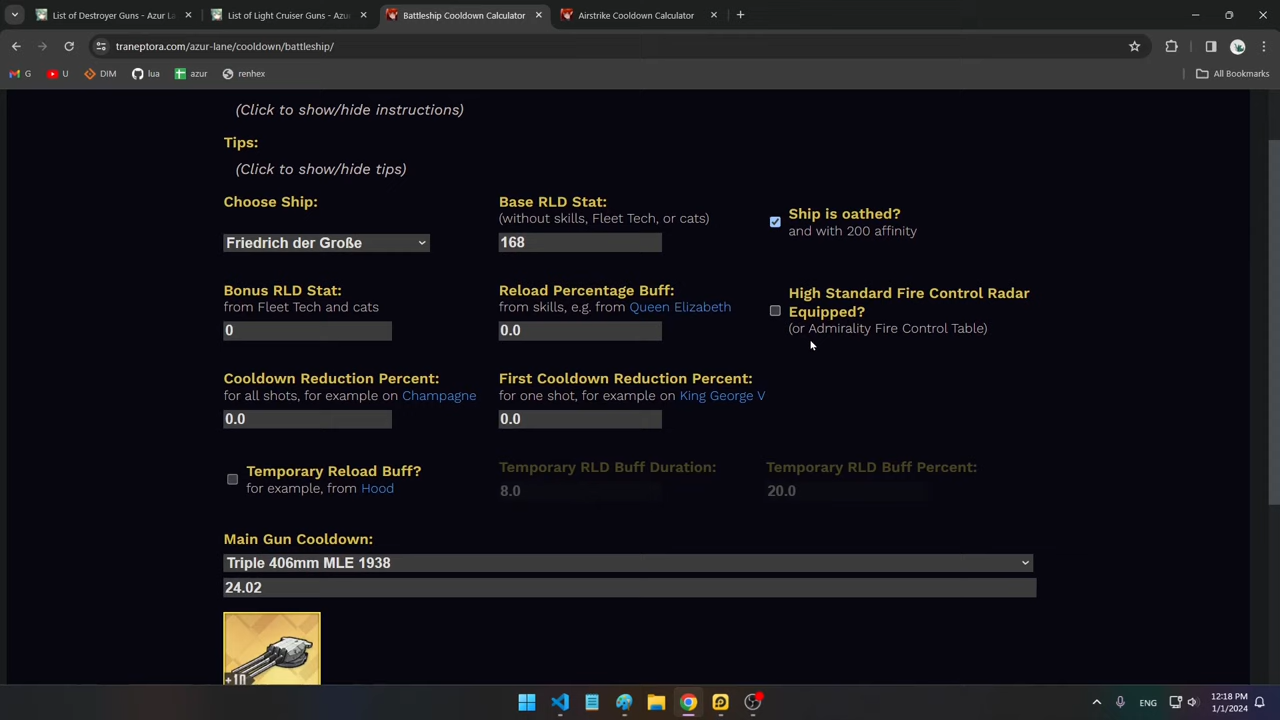 List of Destroyer Guns - Azur La
List of Light Cruiser Guns - Azu
Battleship Cooldown Calculator
Airstrike Cooldown Calculator
traneptora.com/azur-lane/cooldown/battleship/
G
U
DIM
lua
azur
renhex
All Bookmarks
(Click to show/hide instructions)
Tips:
(Click to show/hide tips)
Choose Ship:
Friedrich der Große
Base RLD Stat:
(without skills, Fleet Tech, or cats)
168
Ship is oathed?
and with 200 affinity
Bonus RLD Stat:
from Fleet Tech and cats
0
Reload Percentage Buff:
from skills, e.g. from Queen Elizabeth
0.0
High Standard Fire Control Radar
Equipped?
(or Admirality Fire Control Table)
Cooldown Reduction Percent:
for all shots, for example on Champagne
0.0
First Cooldown Reduction Percent:
for one shot, for example on King George V
0.0
Temporary Reload Buff?
for example, from Hood
Temporary RLD Buff Duration:
8.0
Temporary RLD Buff Percent:
20.0
Main Gun Cooldown:
Triple 406mm MLE 1938
24.02
+10
ENG
12:18 PM
1/1/2024